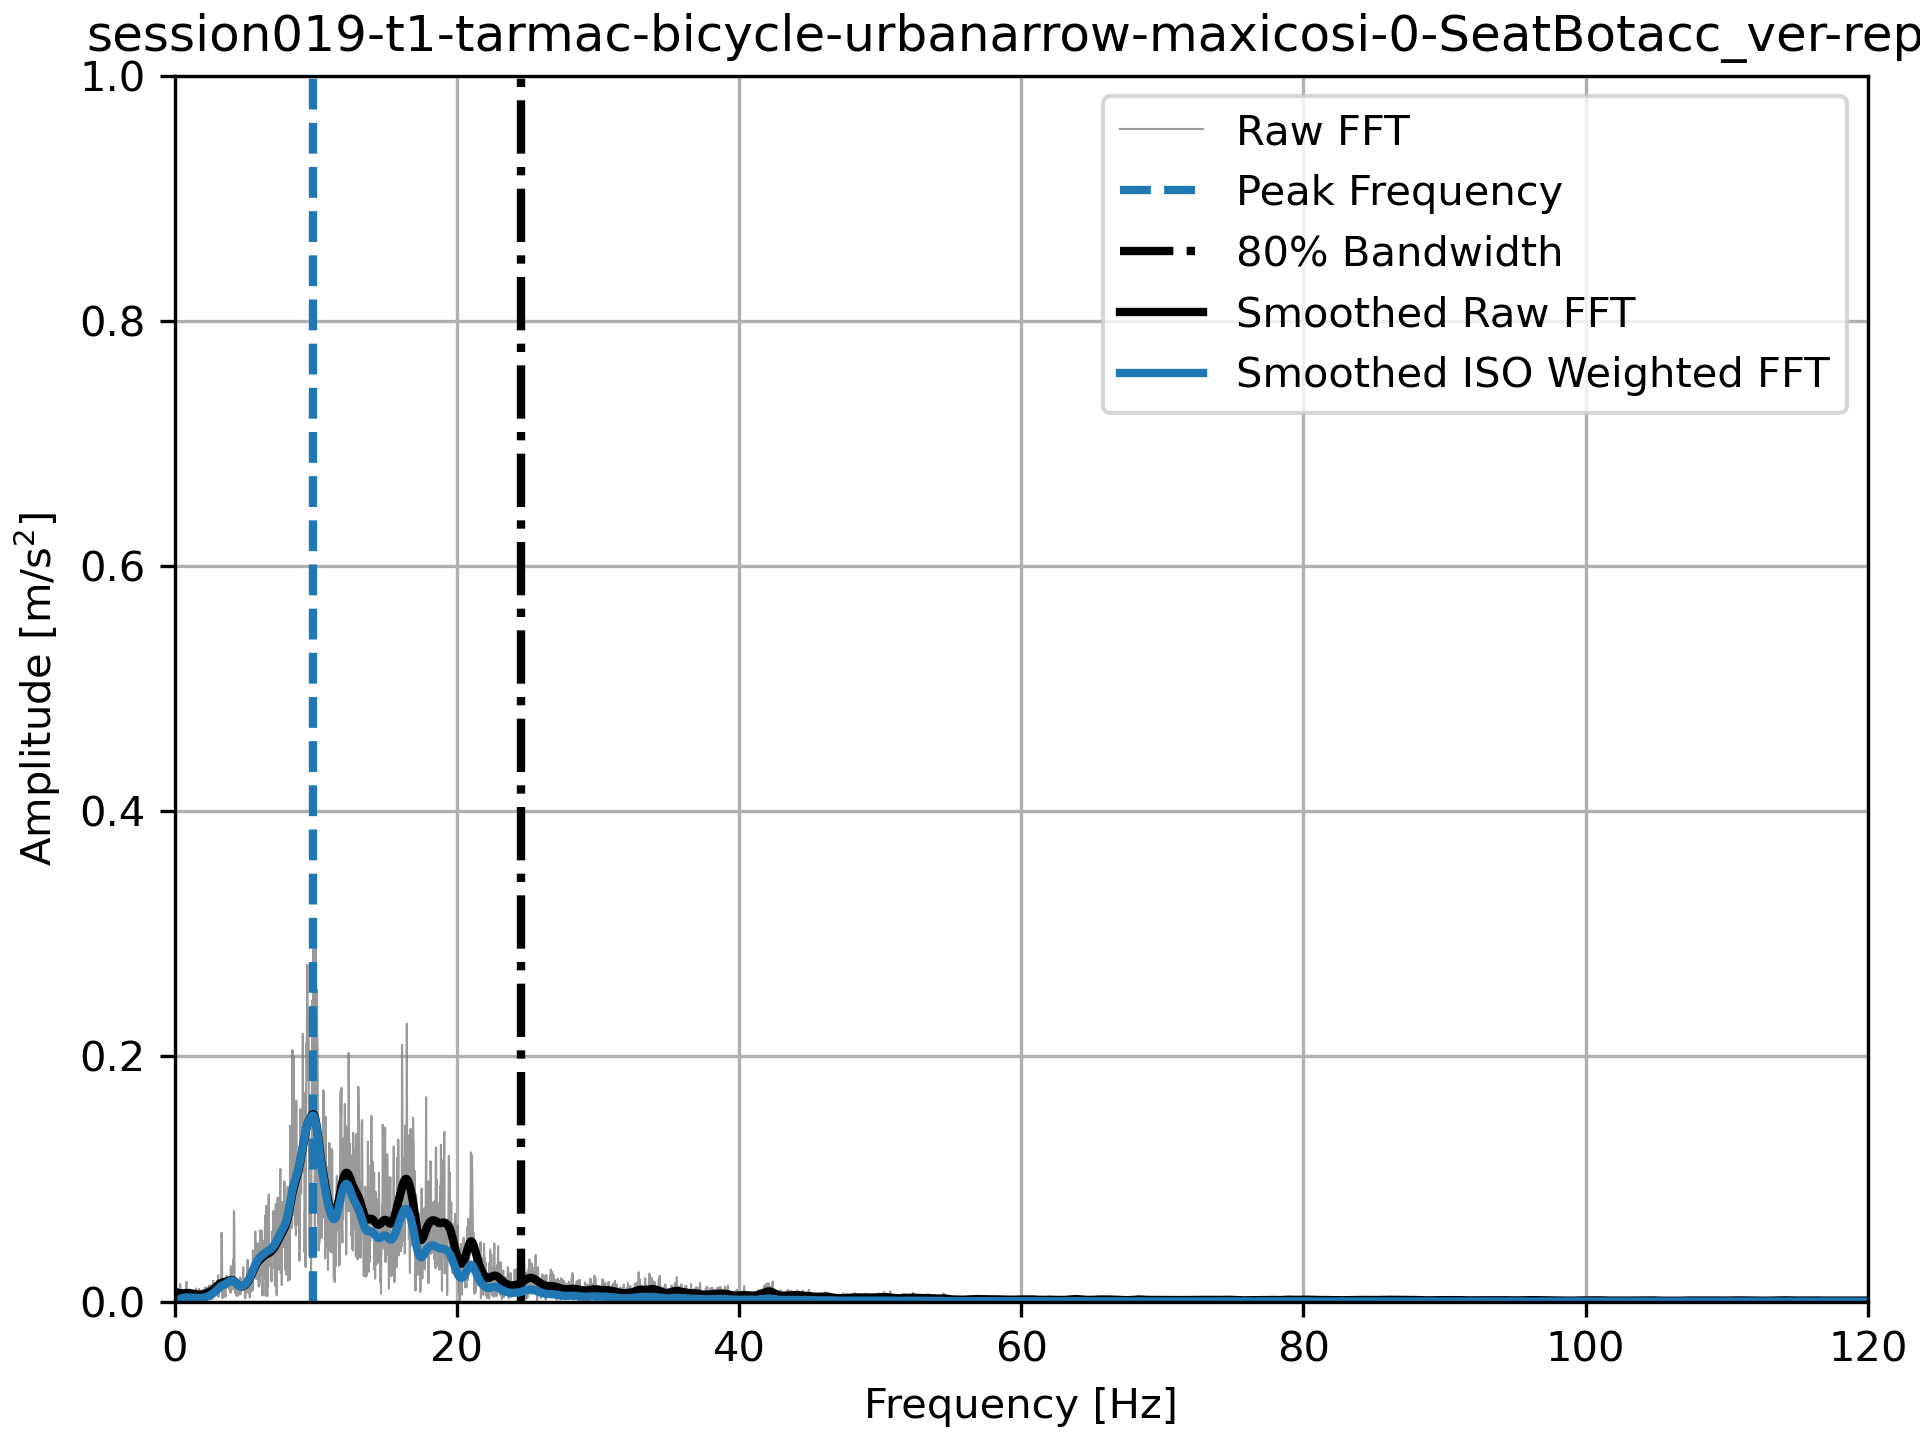 session019-t1-tarmac-bicycle-urbanarrow-maxicosi-0-SeatBotacc_ver-rep
1.0
0.8
0.6
0.4
0.2
0.0
Amplitude [m/s²]
Raw FFT
Peak Frequency
80% Bandwidth
Smoothed Raw FFT
Smoothed ISO Weighted FFT
0 20 40 60 80 100 120
Frequency [Hz]